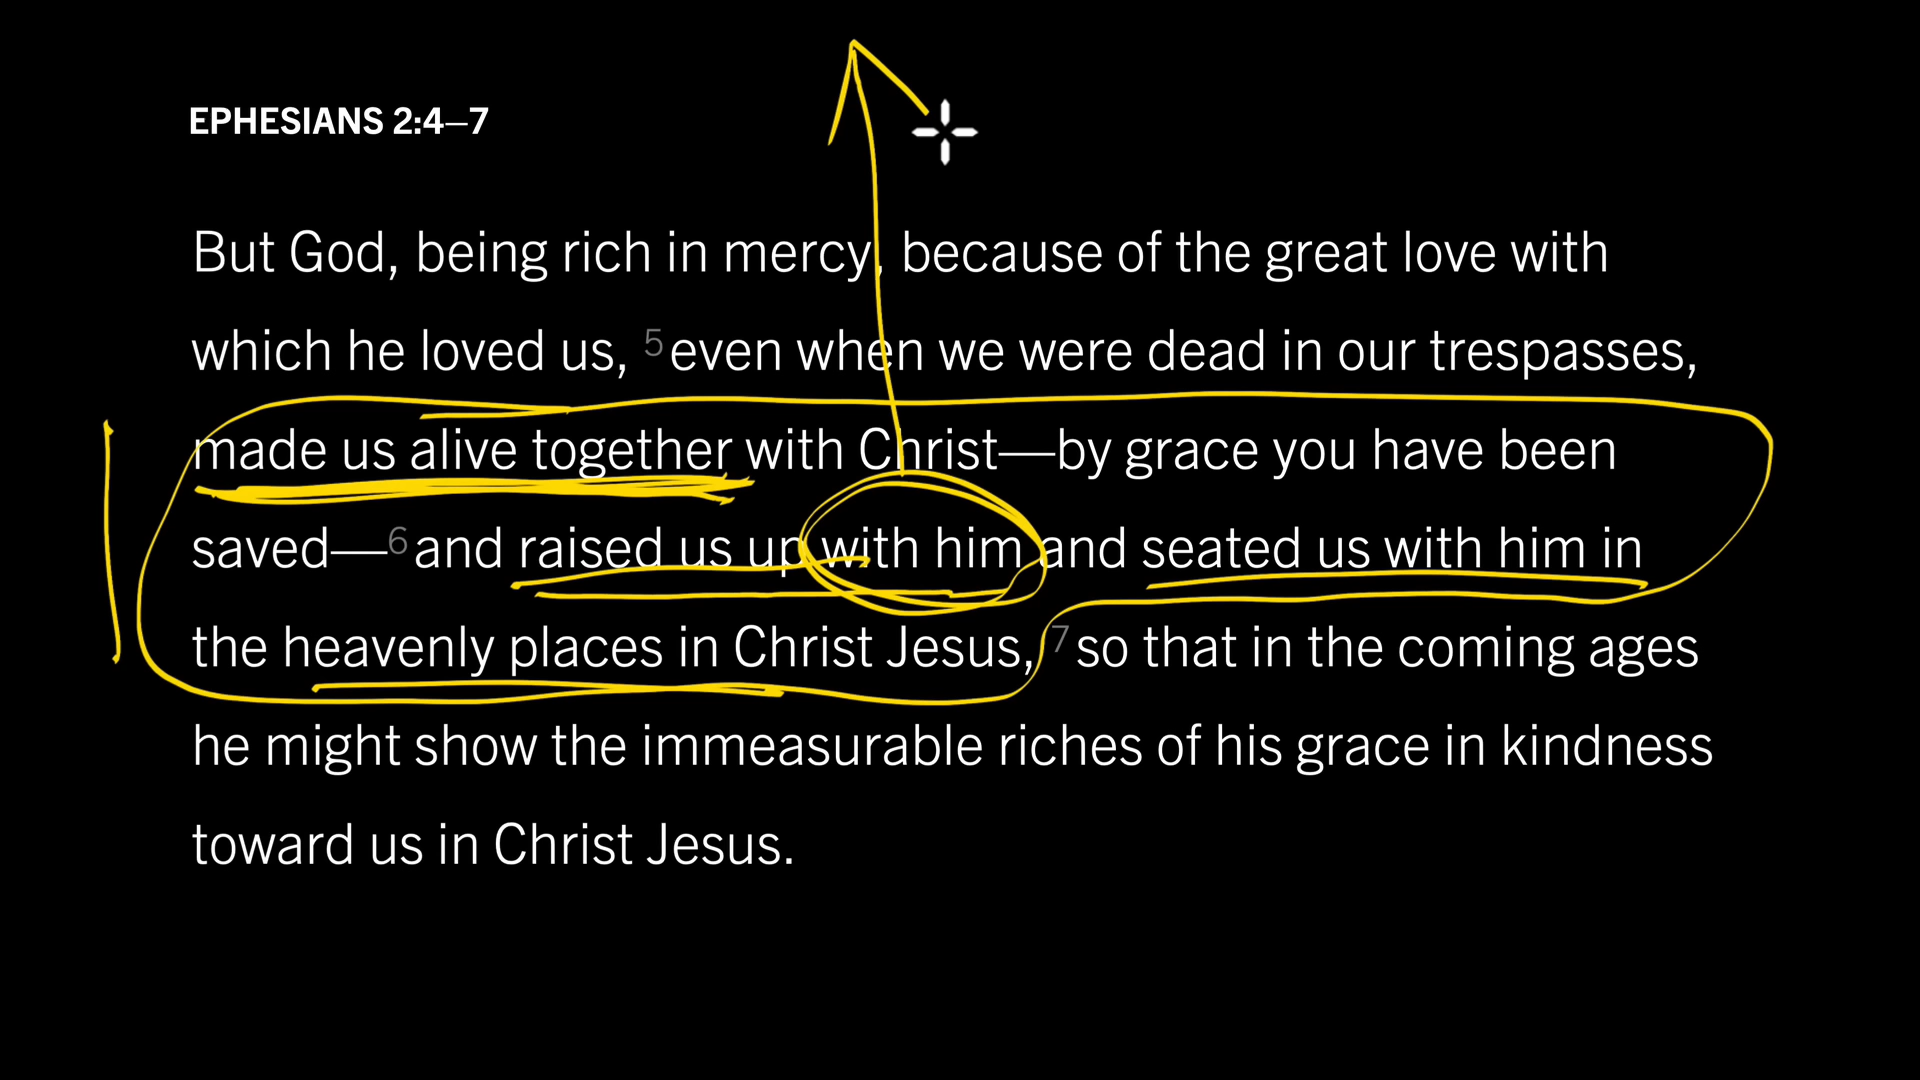 EPHESIANS 2:4–7
But God, being rich in mercy, because of the great love with
which he loved us, 5 even when we were dead in our trespasses,
made us alive together with Christ—by grace you have been
saved—6 and raised us up with him and seated us with him in
the heavenly places in Christ Jesus, 7 so that in the coming ages
he might show the immeasurable riches of his grace in kindness
toward us in Christ Jesus.